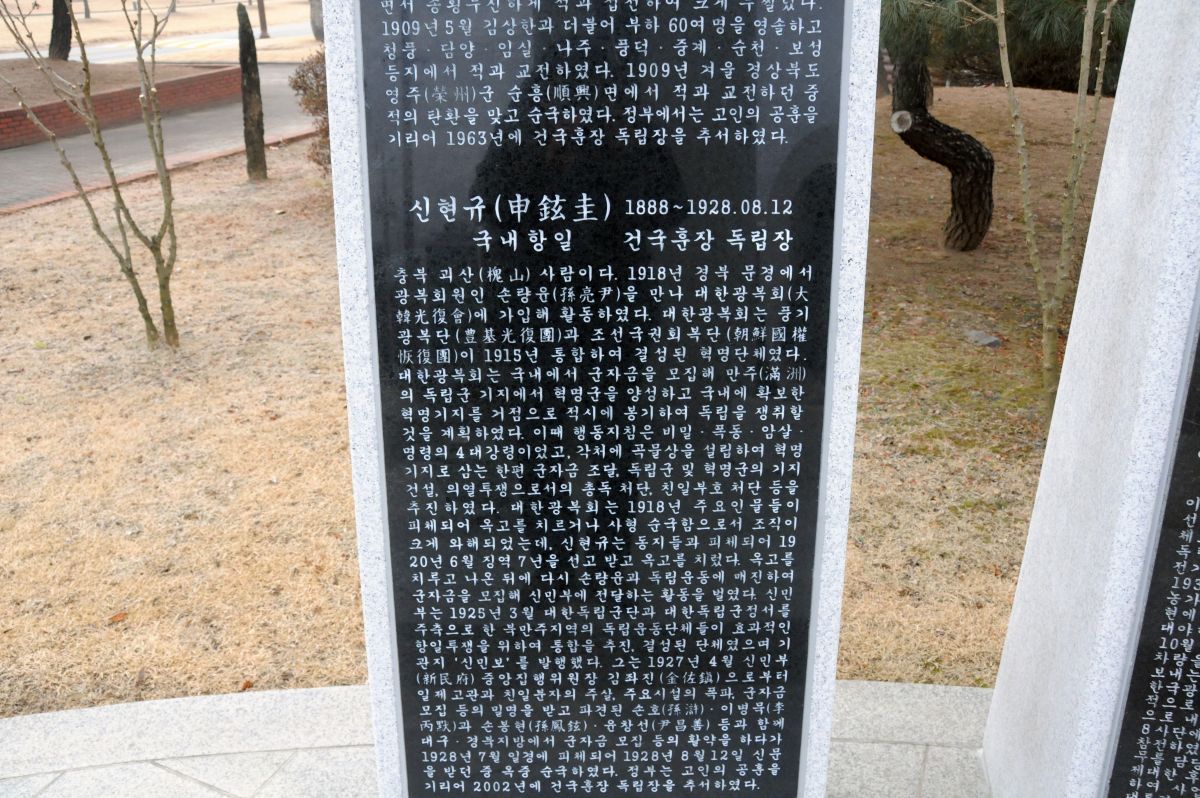 면서 종횡무진하게 적과 접전하여 크게 무찔렀다.
1909년 5월 김상한과 더불어 부하 60여 명을 영솔하고
청풍·담양·임실·나주·풍덕·중계·순천·보성
등지에서 적과 교전하였다. 1909년 겨울 경상북도
영주(榮州)군 순흥(順興)면에서 적과 교전하던 중
적의 탄환을 맞고 순국하였다. 정부에서는 고인의 공훈을
기리어 1963년에 건국훈장 독립장을 추서하였다.
신현규(申鉉圭) 1888~1928.08.12
국내항일 건국훈장 독립장
충북 괴산(槐山) 사람이다. 1918년 경북 문경에서
광복회원인 손량윤(孫亮尹)을 만나 대한광복회(大
韓光復會)에 가입해 활동하였다. 대한광복회는 풍기
광복단(豊基光復團)과 조선국권회복단(朝鮮國權
恢復團)이 1915년 통합하여 결성된 혁명단체였다.
대한광복회는 국내에서 군자금을 모집해 만주(滿洲)
의 독립군 기지에서 혁명군을 양성하고 국내에 확보한
혁명기지를 거점으로 적시에 봉기하여 독립을 쟁취할
것을 계획하였다. 이때 행동지침은 비밀·폭동·암살·
명령의 4대강령이었고, 각처에 곡물상을 설립하여 혁명
기지로 삼는 한편 군자금 조달, 독립군 및 혁명군의 기지
건설, 의열투쟁으로서의 총독 처단, 친일부호 처단 등을
추진하였다. 대한광복회는 1918년 주요인물들이
피체되어 옥고를 치르거나 사형 순국함으로서 조직이
크게 와해되었는데, 신현규는 동지들과 피체되어 19
20년 6월 징역 7년을 선고 받고 옥고를 치렀다. 옥고를
치루고 나온 뒤에 다시 손량윤과 독립운동에 매진하여
군자금을 모집해 신민부에 전달하는 활동을 벌였다. 신민
부는 1925년 3월 대한독립군단과 대한독립군정서를
주축으로 한 북만주지역의 독립운동단체들이 효과적인
항일투쟁을 위하여 통합을 추진, 결성된 단체였으며 기
관지 '신민보'를 발행했다. 그는 1927년 4월 신민부
(新民府) 중앙집행위원장 김좌진(金佐鎭)으로부터
일제고관과 친일분자의 주살, 주요시설의 폭파, 군자금
모집 등의 밀명을 받고 파견된 손호(孫滸)·이병묵(李
丙默)과 손봉현(孫鳳鉉)·윤창선(尹昌善) 등과 함께
대구·경북지방에서 군자금 모집 등의 활약을 하다가
1928년 7월 일경에 피체되어 1928년 8월 12일 신문
을 받던 중 옥중 순국하였다. 정부는 고인의 공훈을
기리어 2002년에 건국훈장 독립장을 추서하였다.